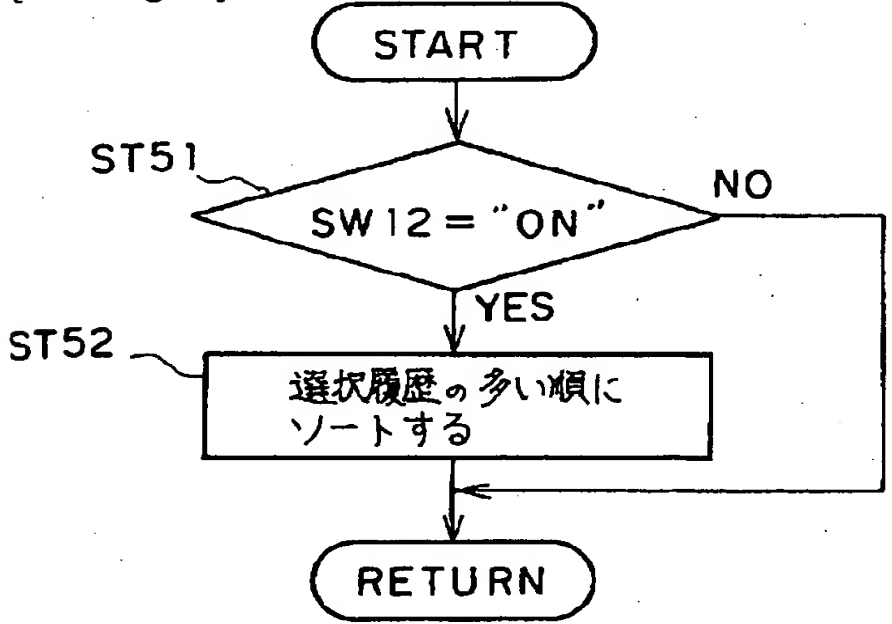 START
ST51
NO
SW12="ON"
YES
ST52
選択履歴の多い順に
ソートする
RETURN